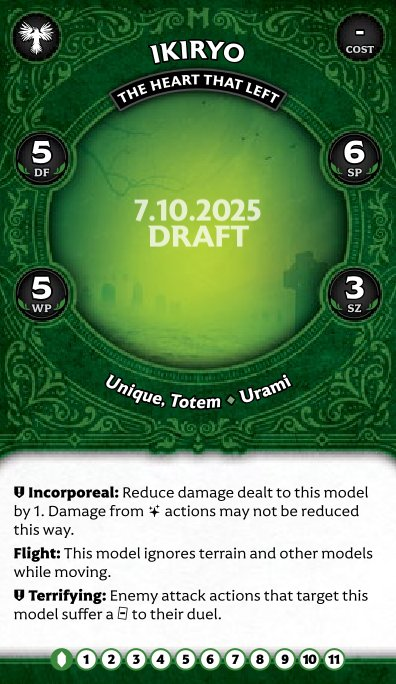 IKIRYO
-
COST
THE HEART THAT LEFT
5
DF
6
SP
7.10.2025
DRAFT
5
WP
3
SZ
Unique, Totem ◆ Urami
Incorporeal: Reduce damage dealt to this model
by 1. Damage from actions may not be reduced
this way.
Flight: This model ignores terrain and other models
while moving.
Terrifying: Enemy attack actions that target this
model suffer a to their duel.
1 2 3 4 5 6 7 8 9 10 11